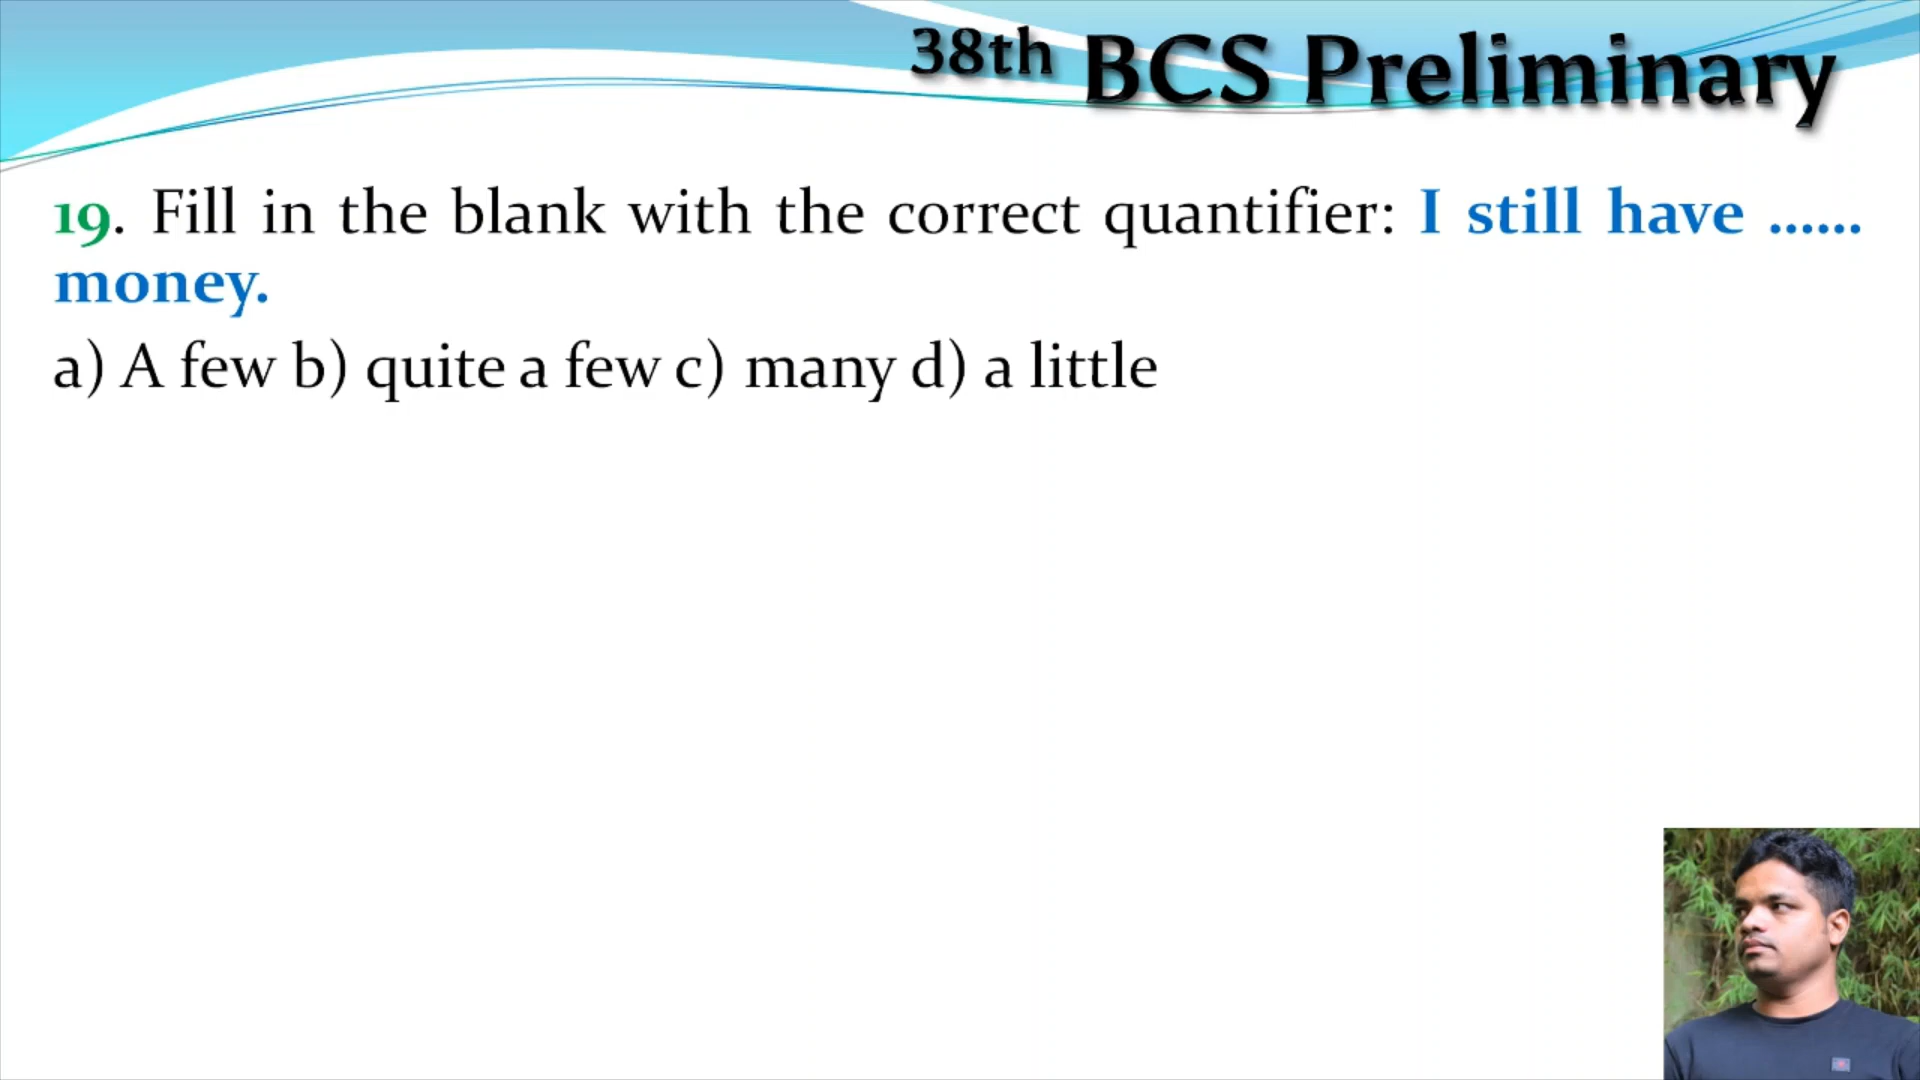 38th BCS Preliminary
19. Fill in the blank with the correct quantifier: I still have ......
money.
a) A few b) quite a few c) many d) a little